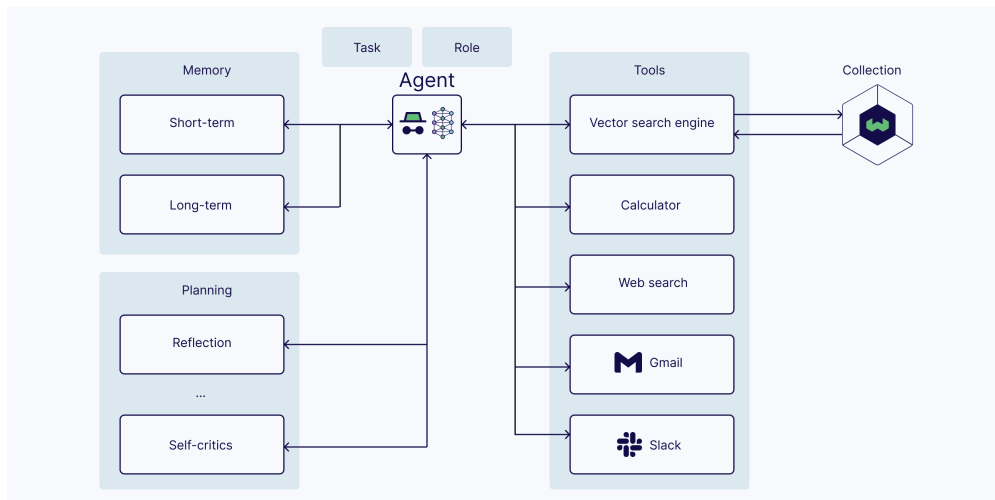 Task
Role
Agent
Memory
Short-term
Long-term
Planning
Reflection
...
Self-critics
Tools
Vector search engine
Calculator
Web search
Gmail
Slack
Collection